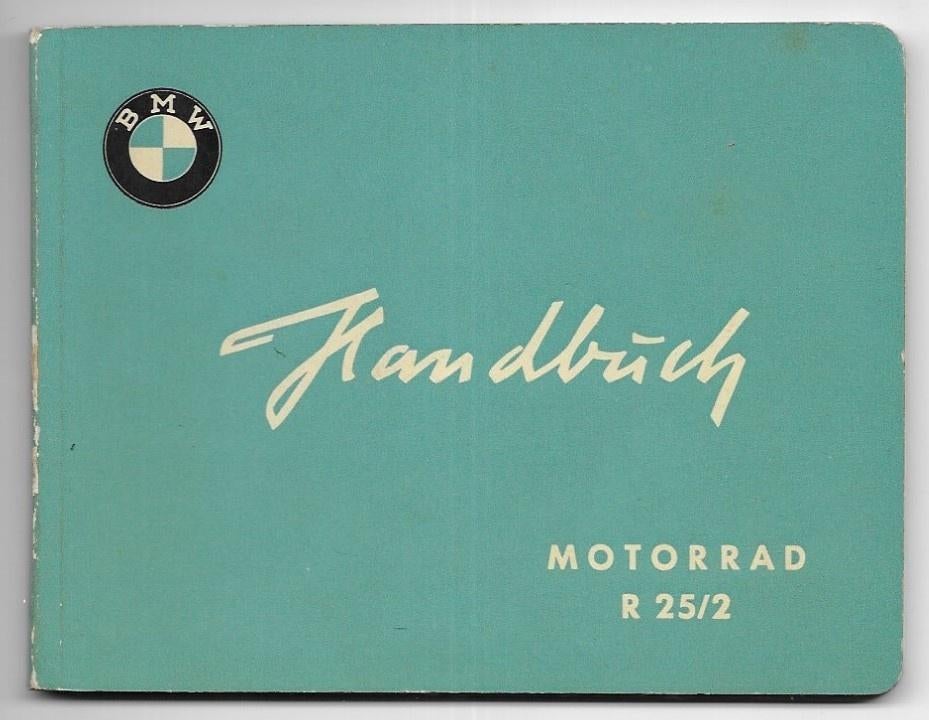 BMW
Handbuch
MOTORRAD
R 25/2